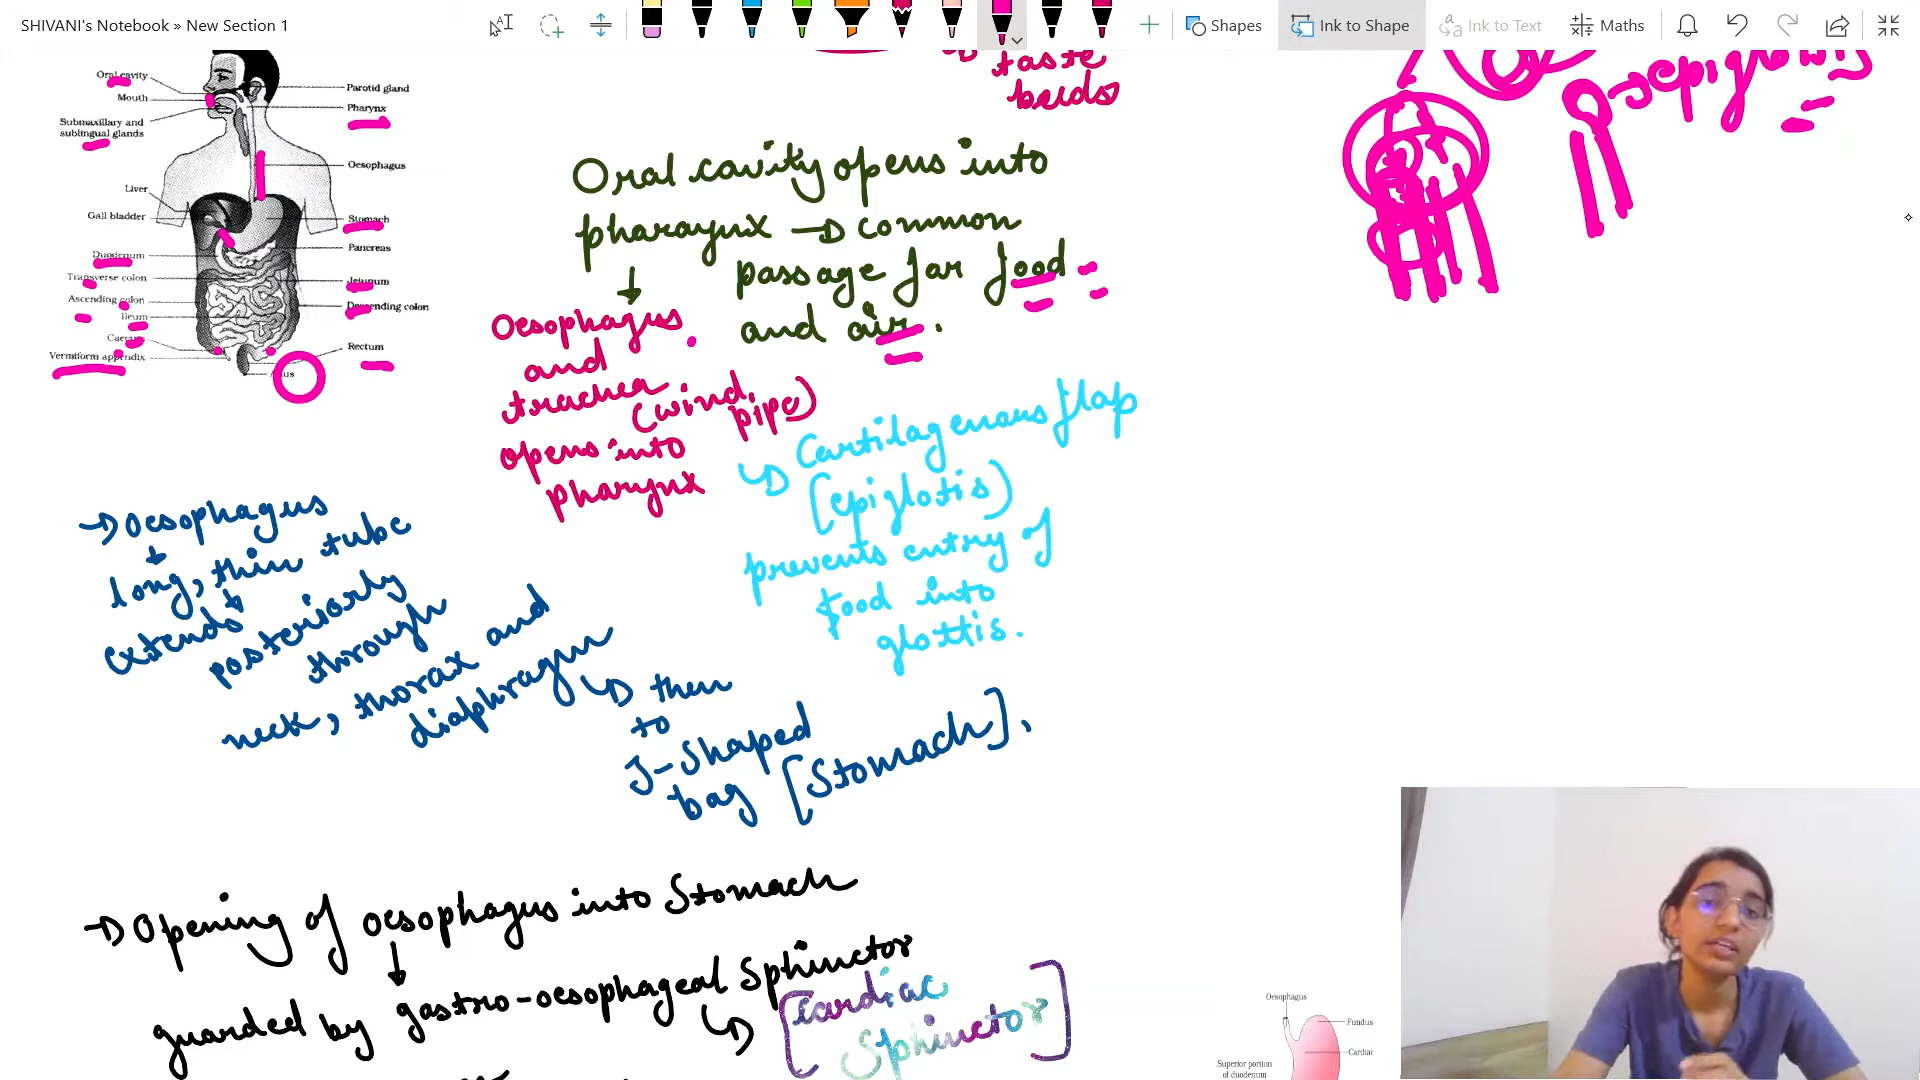 SHIVANI's Notebook » New Section 1
Shapes
Ink to Shape
Ink to Text
Maths
Oral cavity
Mouth
Submaxillary and
sublingual glands
Liver
Gall bladder
Duodenum
Transverse colon
Ascending colon
Ileum
Caecum
Vermiform appendix
Parotid gland
Pharynx
Oesophagus
Stomach
Pancreas
Jejunum
Descending colon
Rectum
taste
buds
epiglottis
Oral cavity opens into
pharaynx → common
passage for food
and air.
Oesophagus
and
trachea
(wind
pipe)
opens into
pharynx
Cartilagenous flap
[epiglotis)
prevents entry of
food into
glottis.
→ Oesophagus
long, thin tube
extends
posteriorly
through
neck, thorax and
diaphragm
then
to
J-Shaped
bag [Stomach].
→ Opening of oesophagus into Stomach
guarded by gastro-oesophageal Sphinctor
[cardiac
Sphinctor]
Oesophagus
Fundus
Cardiac
Superior portion
of duodenum